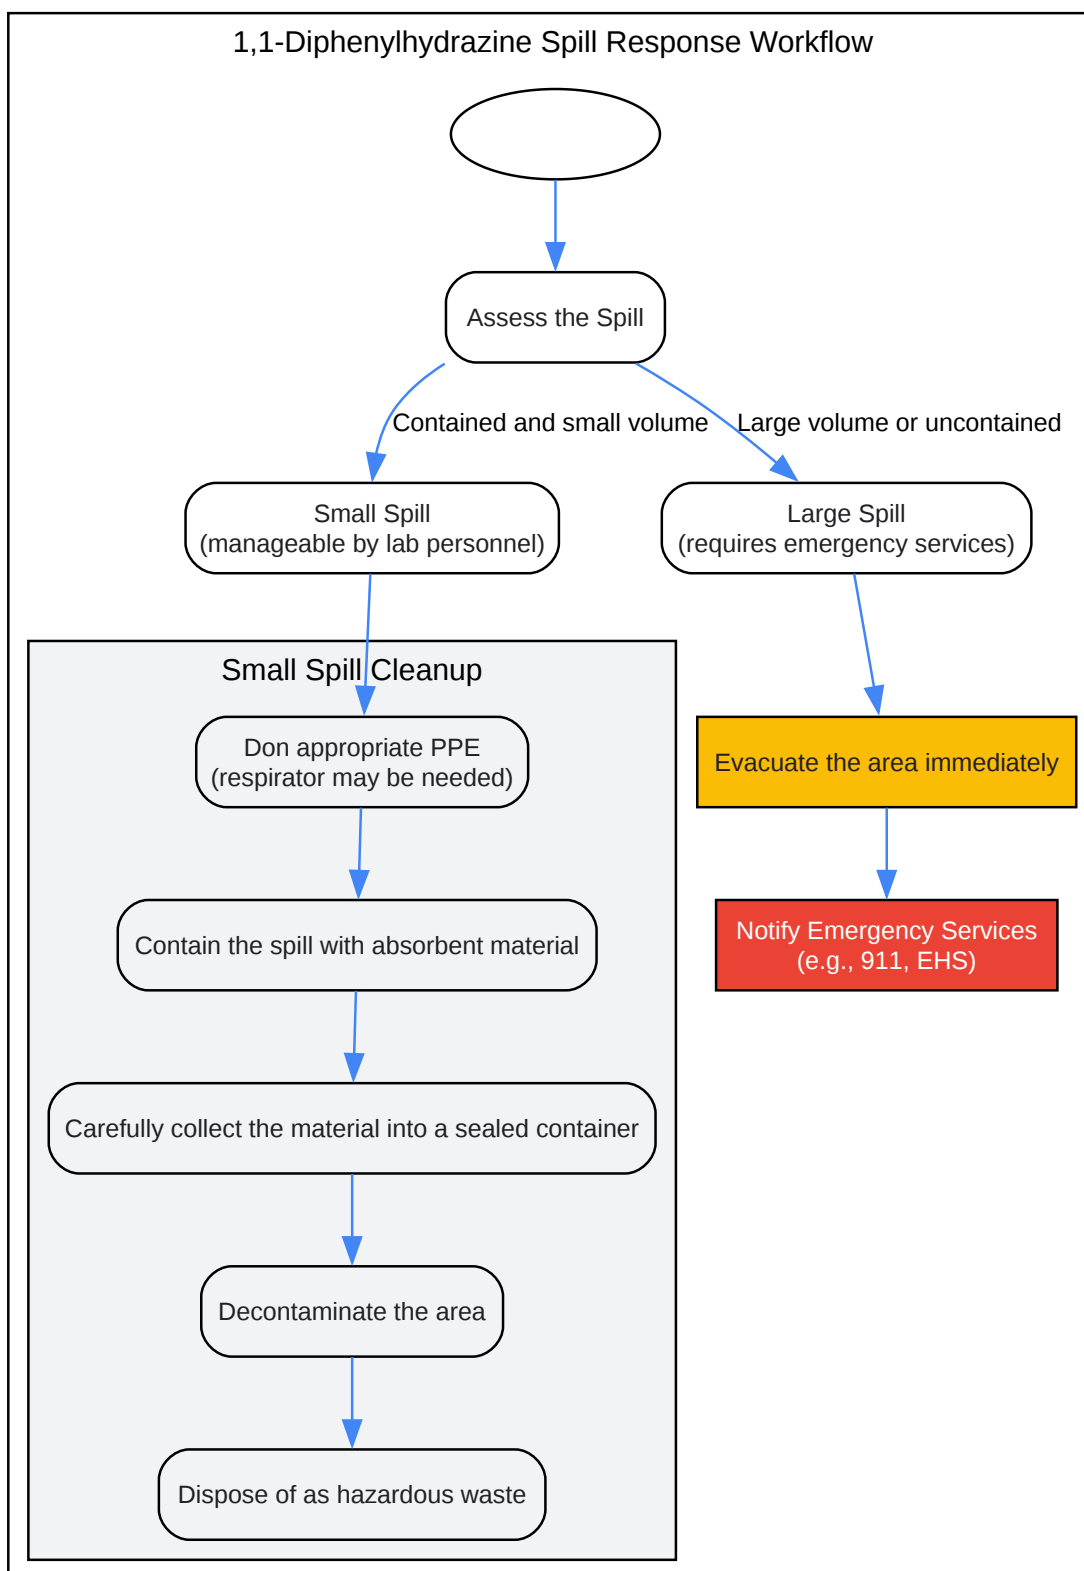 1,1-Diphenylhydrazine Spill Response Workflow
Assess the Spill
Contained and small volume
Large volume or uncontained
Small Spill
(manageable by lab personnel)
Large Spill
(requires emergency services)
Small Spill Cleanup
Don appropriate PPE
(respirator may be needed)
Evacuate the area immediately
Contain the spill with absorbent material
Notify Emergency Services
(e.g., 911, EHS)
Carefully collect the material into a sealed container
Decontaminate the area
Dispose of as hazardous waste